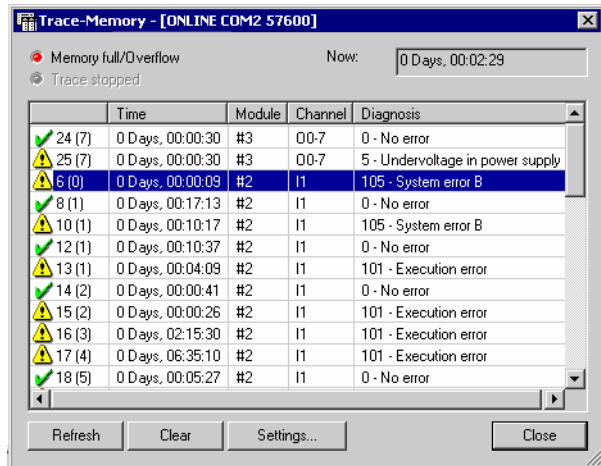 Trace-Memory - [ONLINE COM2 57600]
Memory full/Overflow Now: 0 Days, 00:02:29
Trace stopped
Time Module Channel Diagnosis
24 (7) 0 Days, 00:00:30 #3 O0-7 0 - No error
25 (7) 0 Days, 00:00:30 #3 O0-7 5 - Undervoltage in power supply
6 (0) 0 Days, 00:00:09 #2 I1 105 - System error B
8 (1) 0 Days, 00:17:13 #2 I1 0 - No error
10 (1) 0 Days, 00:10:17 #2 I1 105 - System error B
12 (1) 0 Days, 00:10:37 #2 I1 0 - No error
13 (1) 0 Days, 00:04:09 #2 I1 101 - Execution error
14 (2) 0 Days, 00:00:41 #2 I1 0 - No error
15 (2) 0 Days, 00:00:26 #2 I1 101 - Execution error
16 (3) 0 Days, 02:15:30 #2 I1 101 - Execution error
17 (4) 0 Days, 06:35:10 #2 I1 101 - Execution error
18 (5) 0 Days, 00:05:27 #2 I1 0 - No error
Refresh Clear Settings... Close